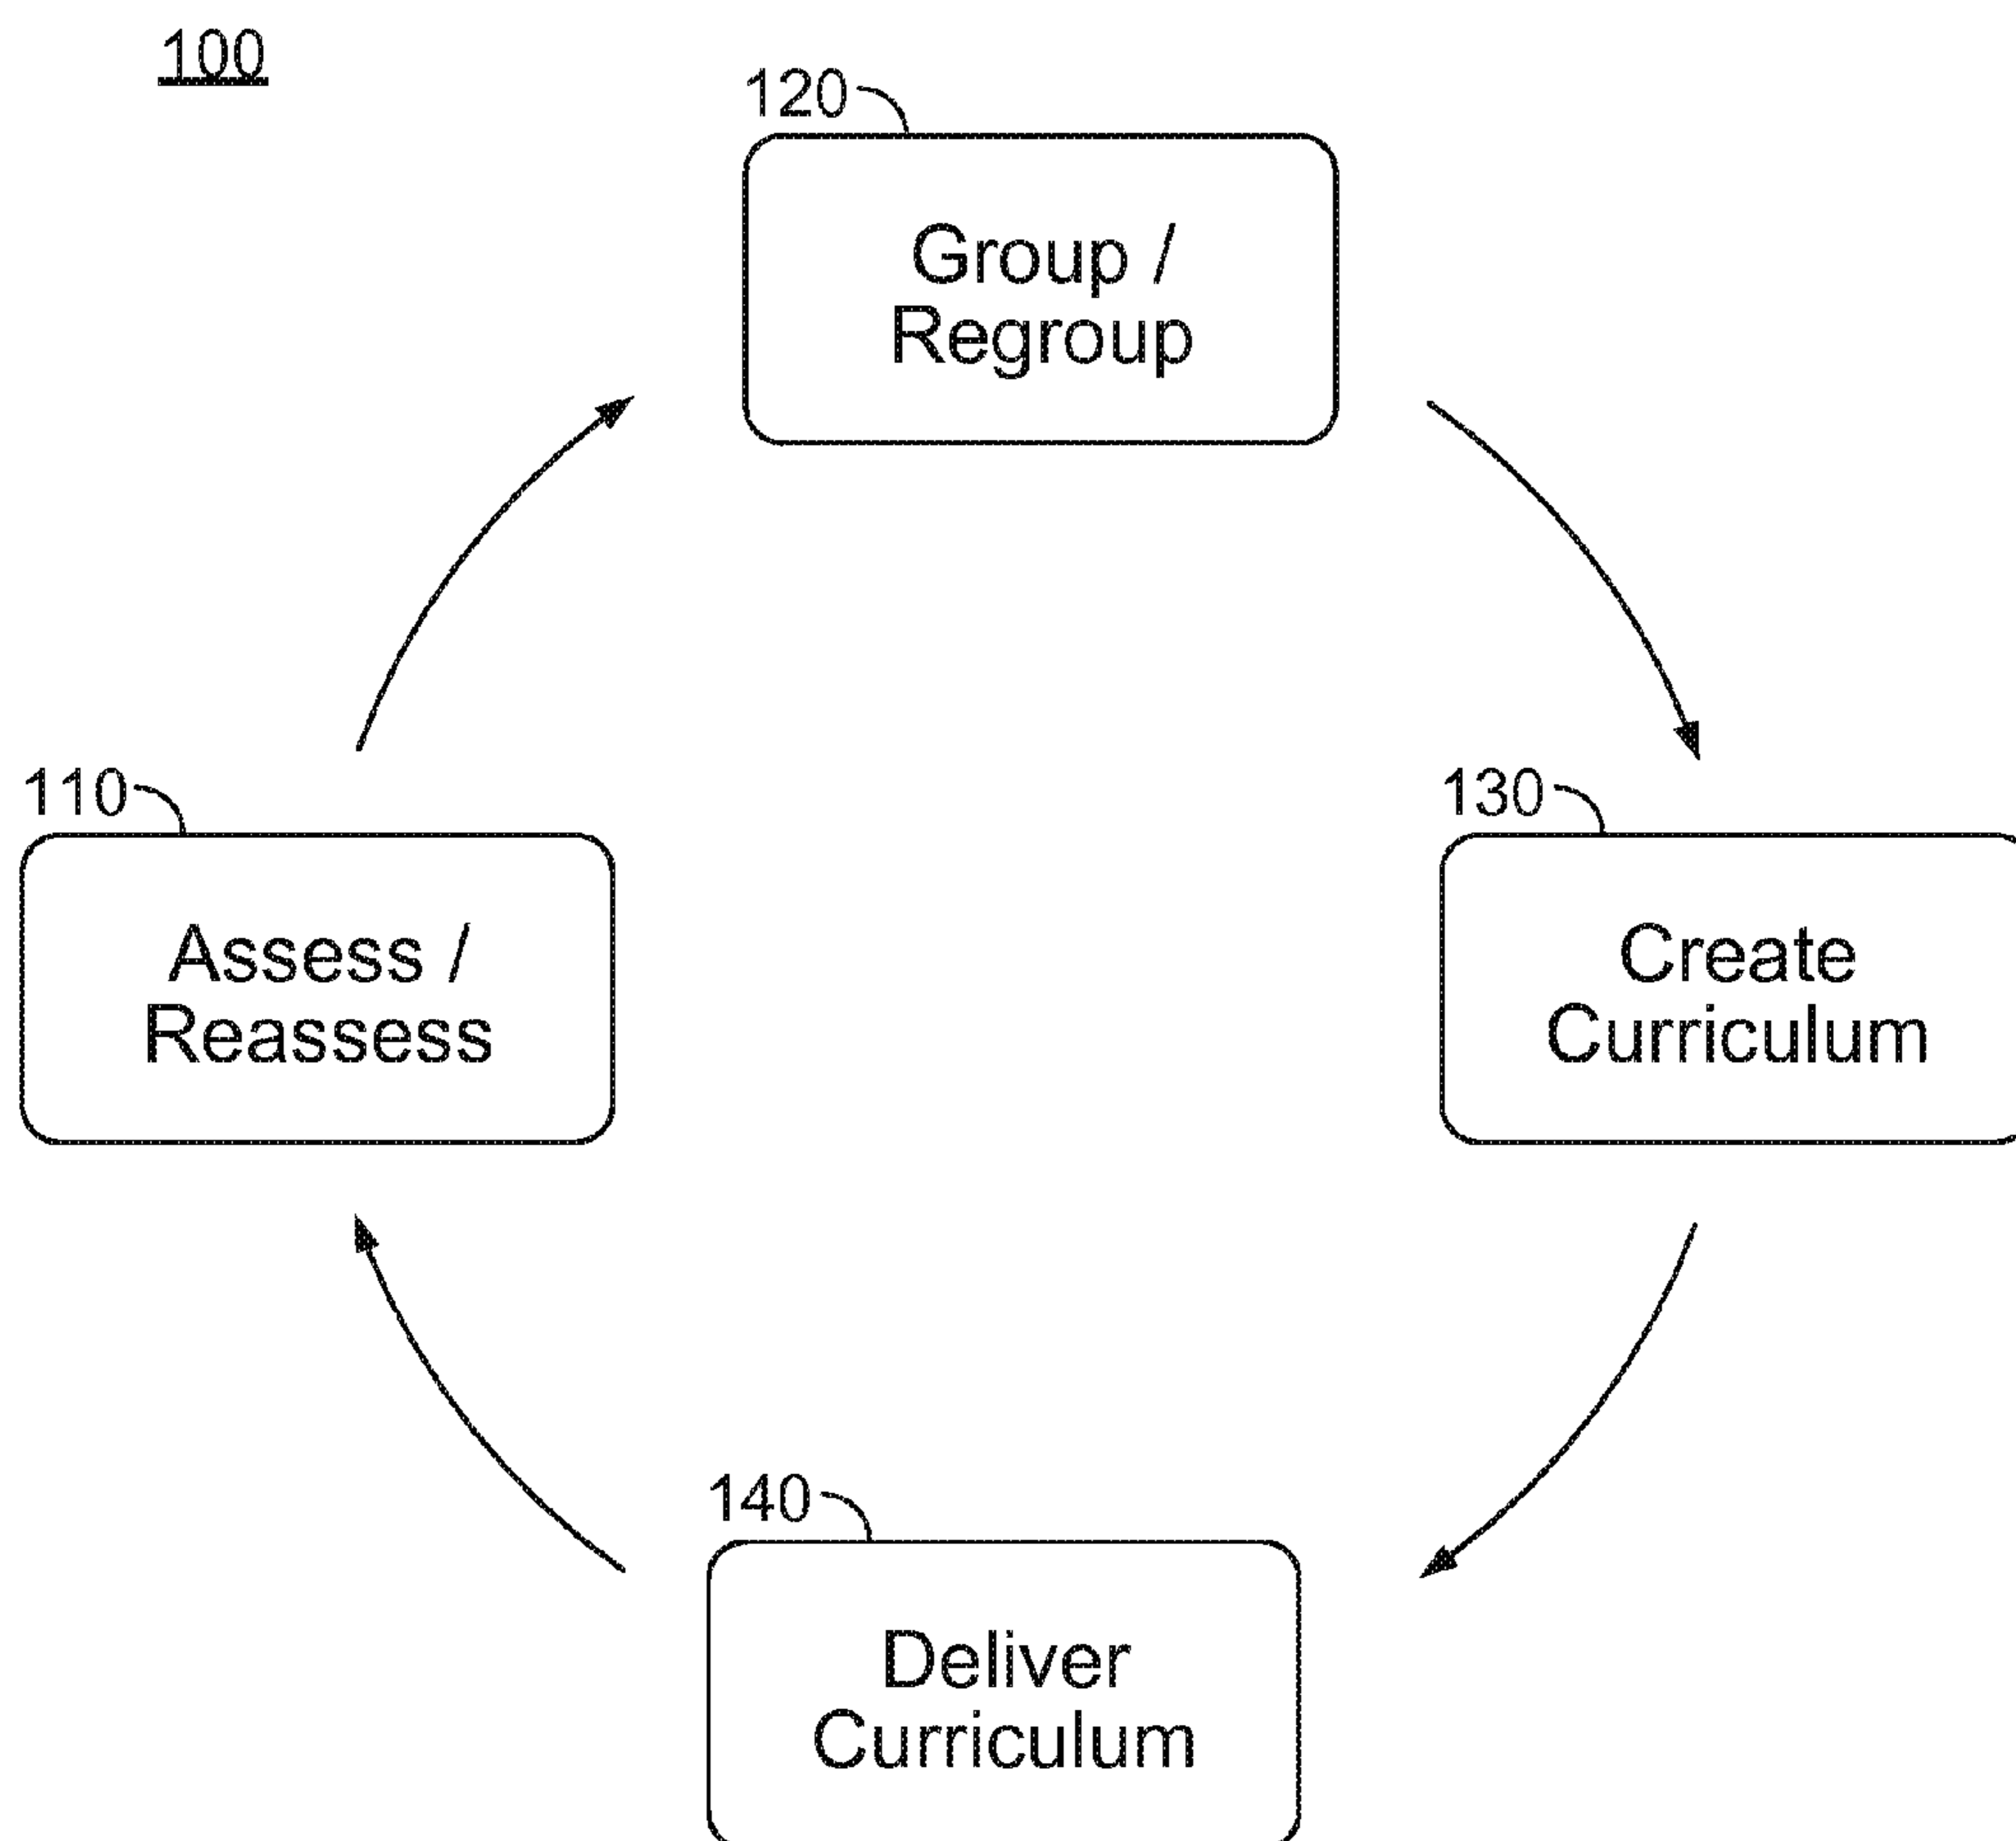 100
120
Group /
Regroup
110
Assess /
Reassess
130
Create
Curriculum
140
Deliver
Curriculum